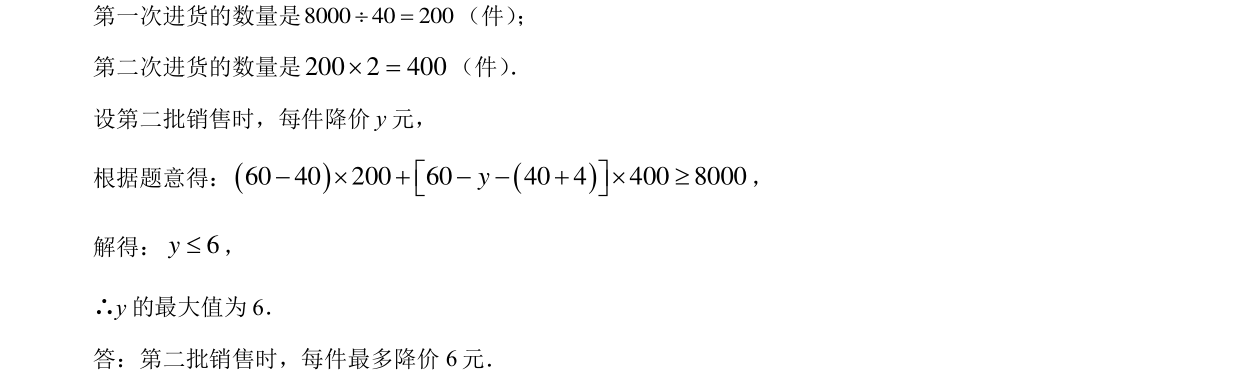 第一次进货的数量是8000÷40=200（件）；
第二次进货的数量是200×2=400（件）．
设第二批销售时，每件降价y元，
根据题意得：(60−40)×200+[60−y−(40+4)]×400≥8000，
解得：y≤6，
∴y的最大值为6．
答：第二批销售时，每件最多降价6元．